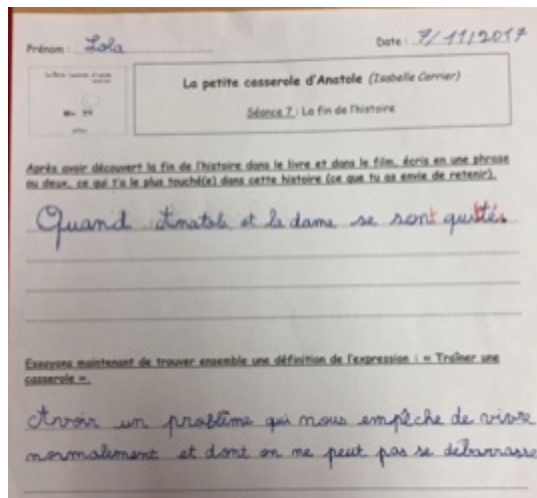 Prénom : Lola
Date : 7/11/2017
La petite casserole d'Anatole (Isabelle Carrier)
Séance 7 : La fin de l'histoire
Après avoir découvert la fin de l'histoire dans le livre et dans le film, écris en une phrase
ou deux, ce qui t'a le plus touché(e) dans cette histoire (ce que tu as envie de retenir).
Quand Anatole et la dame se sont quittés.
Essayons maintenant de trouver ensemble une définition de l'expression : « Traîner une
casserole ».
Avoir un problème qui nous empêche de vivre
normalement et dont on ne peut pas se débarrasse